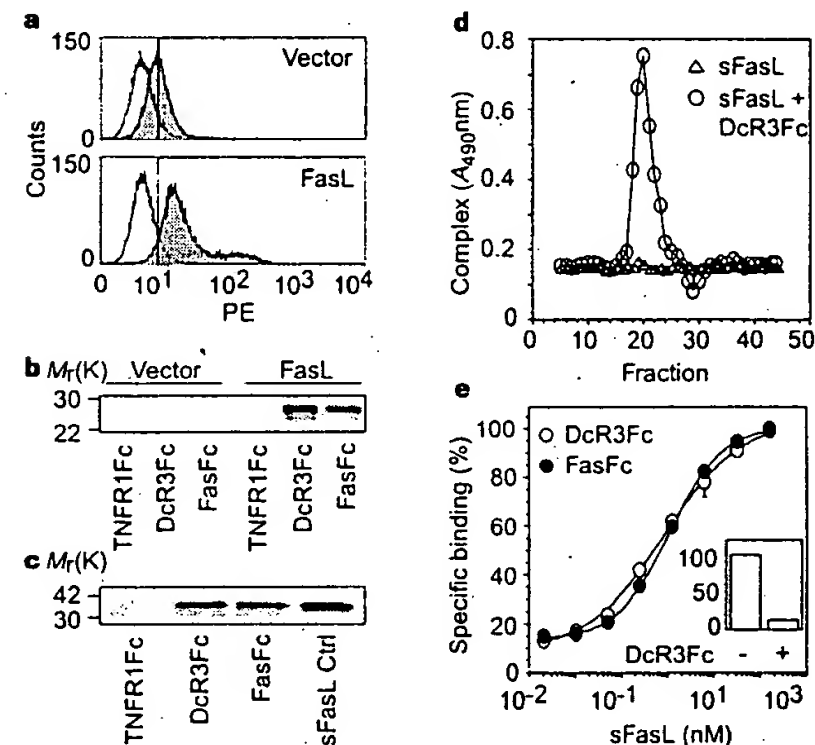 a
150
Vector
0
150
FasL
0
Counts
0 10¹ 10² 10³ 10⁴
PE
b Mr(K) Vector FasL
30
22
TNFR1Fc
DcR3Fc
FasFc
TNFR1Fc
DcR3Fc
FasFc
c Mr(K)
42
30
TNFR1Fc
DcR3Fc
FasFc
sFasL Ctrl
d
0.8
0.6
0.4
0.2
0
Complex (A490nm)
sFasL
sFasL +
DcR3Fc
0 10 20 30 40 50
Fraction
e
100
80
60
40
20
0
Specific binding (%)
DcR3Fc
FasFc
100
50
0
DcR3Fc - +
10-2 10-1 10¹ 10³
sFasL (nM)